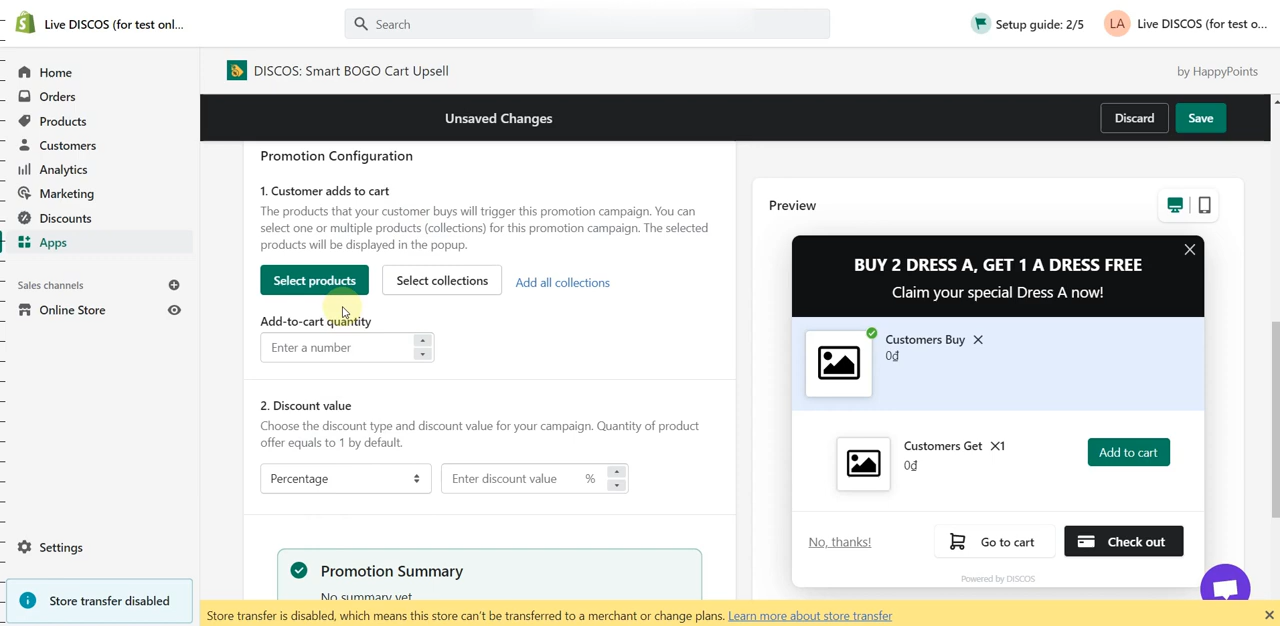 Live DISCOS (for test onl...
Search
Setup guide: 2/5
LA
Live DISCOS (for test o...
Home
Orders
Products
Customers
Analytics
Marketing
Discounts
Apps
Sales channels
Online Store
Settings
Store transfer disabled
DISCOS: Smart BOGO Cart Upsell
by HappyPoints
Unsaved Changes
Discard
Save
Promotion Configuration
1. Customer adds to cart
The products that your customer buys will trigger this promotion campaign. You can
select one or multiple products (collections) for this promotion campaign. The selected
products will be displayed in the popup.
Select products
Select collections
Add all collections
Add-to-cart quantity
Enter a number
2. Discount value
Choose the discount type and discount value for your campaign. Quantity of product
offer equals to 1 by default.
Percentage
Enter discount value %
Promotion Summary
No summary yet
Preview
BUY 2 DRESS A, GET 1 A DRESS FREE
Claim your special Dress A now!
Customers Buy ✕
0₫
Customers Get ✕1
0₫
Add to cart
No, thanks!
Go to cart
Check out
Powered by DISCOS
Store transfer is disabled, which means this store can't be transferred to a merchant or change plans. Learn more about store transfer